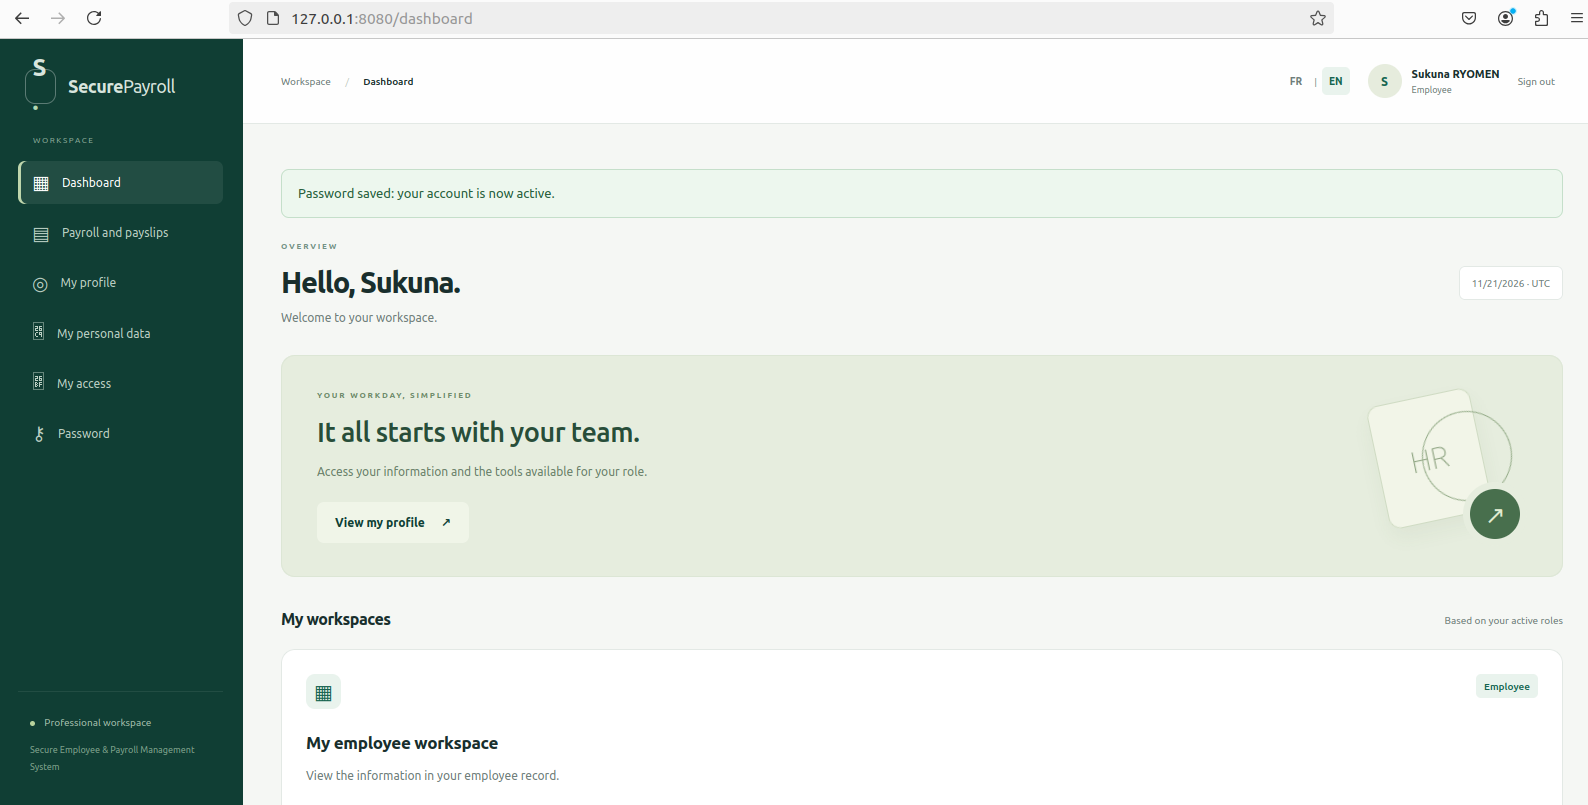 127.0.0.1:8080/dashboard
S
SecurePayroll
WORKSPACE
Dashboard
Payroll and payslips
My profile
My personal data
My access
Password
Professional workspace
Secure Employee & Payroll Management
System
Workspace / Dashboard
FR | EN
S
Sukuna RYOMEN
Employee
Sign out
Password saved: your account is now active.
OVERVIEW
Hello, Sukuna.
Welcome to your workspace.
11/21/2026 · UTC
YOUR WORKDAY, SIMPLIFIED
It all starts with your team.
Access your information and the tools available for your role.
View my profile ↗
HR
↗
My workspaces
Based on your active roles
Employee
My employee workspace
View the information in your employee record.